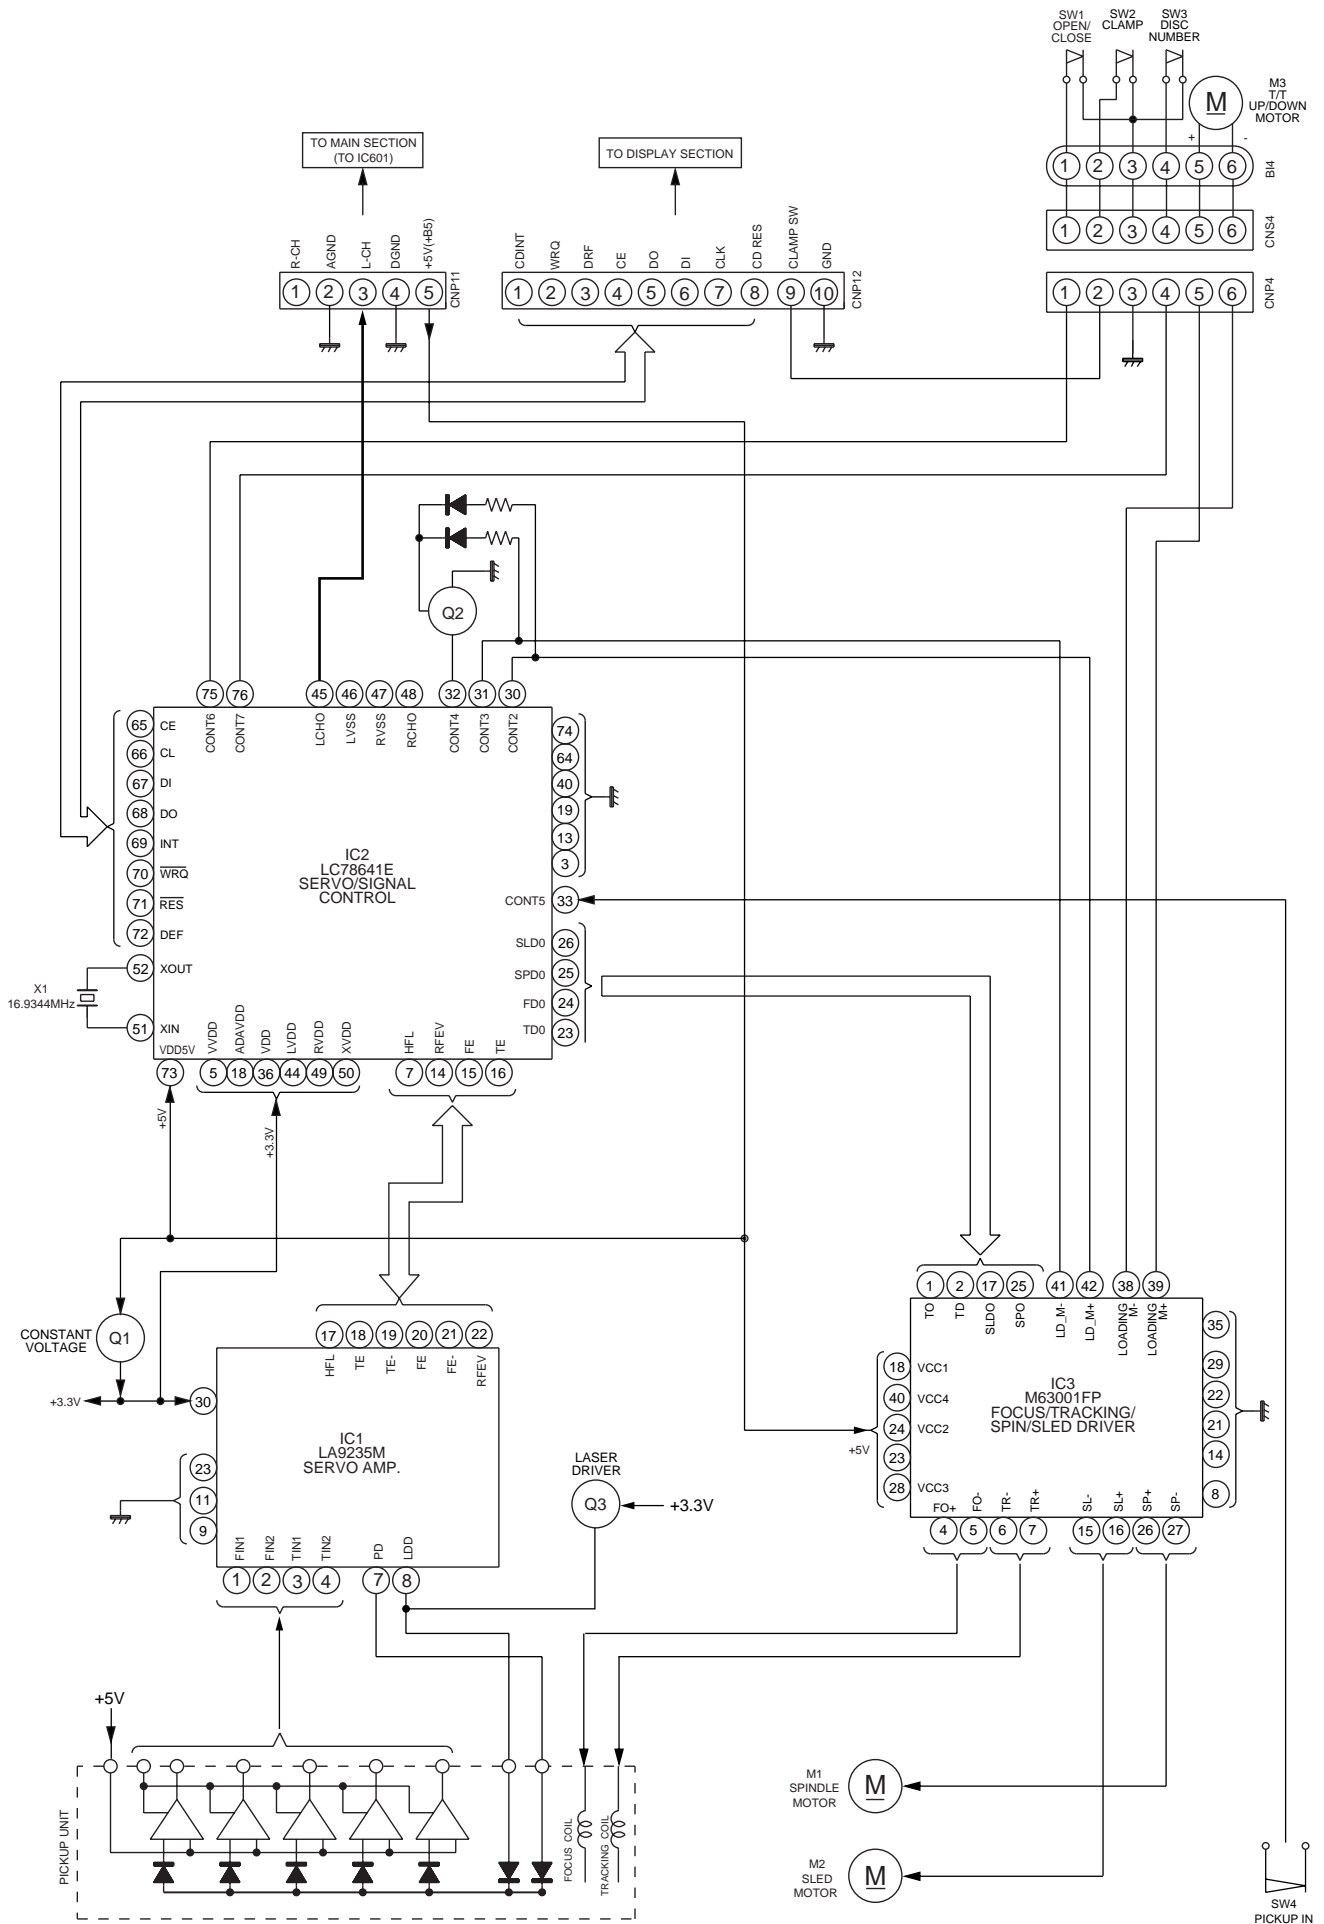 SW1
OPEN/
CLOSE
SW2
CLAMP
SW3
DISC
NUMBER
M
M3
T/T
UP/DOWN
MOTOR
+
-
1 2 3 4 5 6
BI4
1 2 3 4 5 6
CNS4
1 2 3 4 5 6
CNP4
TO MAIN SECTION
(TO IC601)
TO DISPLAY SECTION
R-CH
AGND
L-CH
DGND
+5V(+B5)
1 2 3 4 5
CNP11
CDINT
WRQ
DRF
CE
DO
DI
CLK
CD RES
CLAMP SW
GND
1 2 3 4 5 6 7 8 9 10
CNP12
Q2
75 76 45 46 47 48 32 31 30
CONT6
CONT7
LCHO
LVSS
RVSS
RCHO
CONT4
CONT3
CONT2
65 CE
66 CL
67 DI
68 DO
69 INT
70 WRQ
71 RES
72 DEF
52 XOUT
51 XIN
X1
16.9344MHz
IC2
LC78641E
SERVO/SIGNAL
CONTROL
74
64
40
19
13
3
CONT5 33
SLD0 26
SPD0 25
FD0 24
TD0 23
VDD5V
VVDD
ADAVDD
VDD
LVDD
RVDD
XVDD
HFL
RFEV
FE
TE
73 5 18 36 44 49 50 7 14 15 16
+5V
+3.3V
CONSTANT
VOLTAGE
Q1
+3.3V
30
17 18 19 20 21 22
HFL
TE
TE-
FE
FE-
RFEV
IC1
LA9235M
SERVO AMP.
23
11
9
FIN1
FIN2
TIN1
TIN2
PD
LDD
1 2 3 4 7 8
LASER
DRIVER
Q3
+3.3V
1 2 17 25 41 42 38 39
TO
TD
SLDO
SPO
LD_M-
LD_M+
LOADING
M-
LOADING
M+
18 VCC1
40 VCC4
24 VCC2
23
28 VCC3
+5V
IC3
M63001FP
FOCUS/TRACKING/
SPIN/SLED DRIVER
35
29
22
21
14
8
FO+
FO-
TR-
TR+
SL-
SL+
SP+
SP-
4 5 6 7 15 16 26 27
+5V
PICKUP UNIT
FOCUS COIL
TRACKING COIL
M1
SPINDLE
MOTOR
M
M2
SLED
MOTOR
M
SW4
PICKUP IN